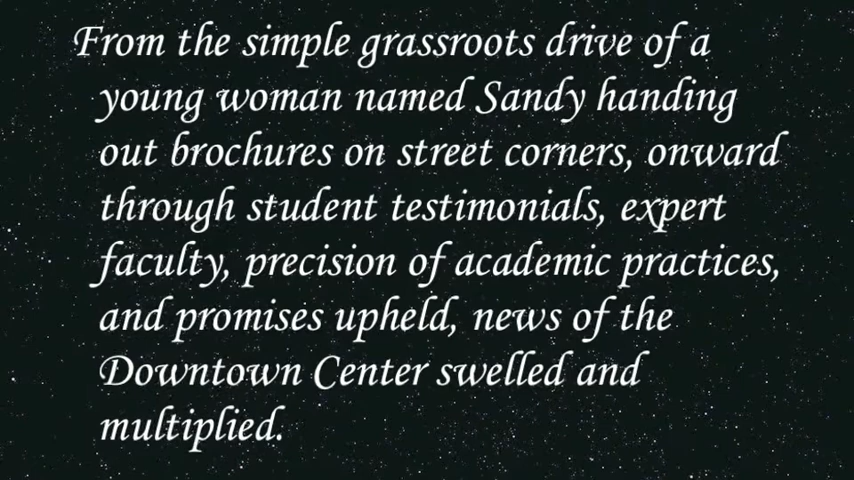 From the simple grassroots drive of a
young woman named Sandy handing
out brochures on street corners, onward
through student testimonials, expert
faculty, precision of academic practices,
and promises upheld, news of the
Downtown Center swelled and
multiplied.